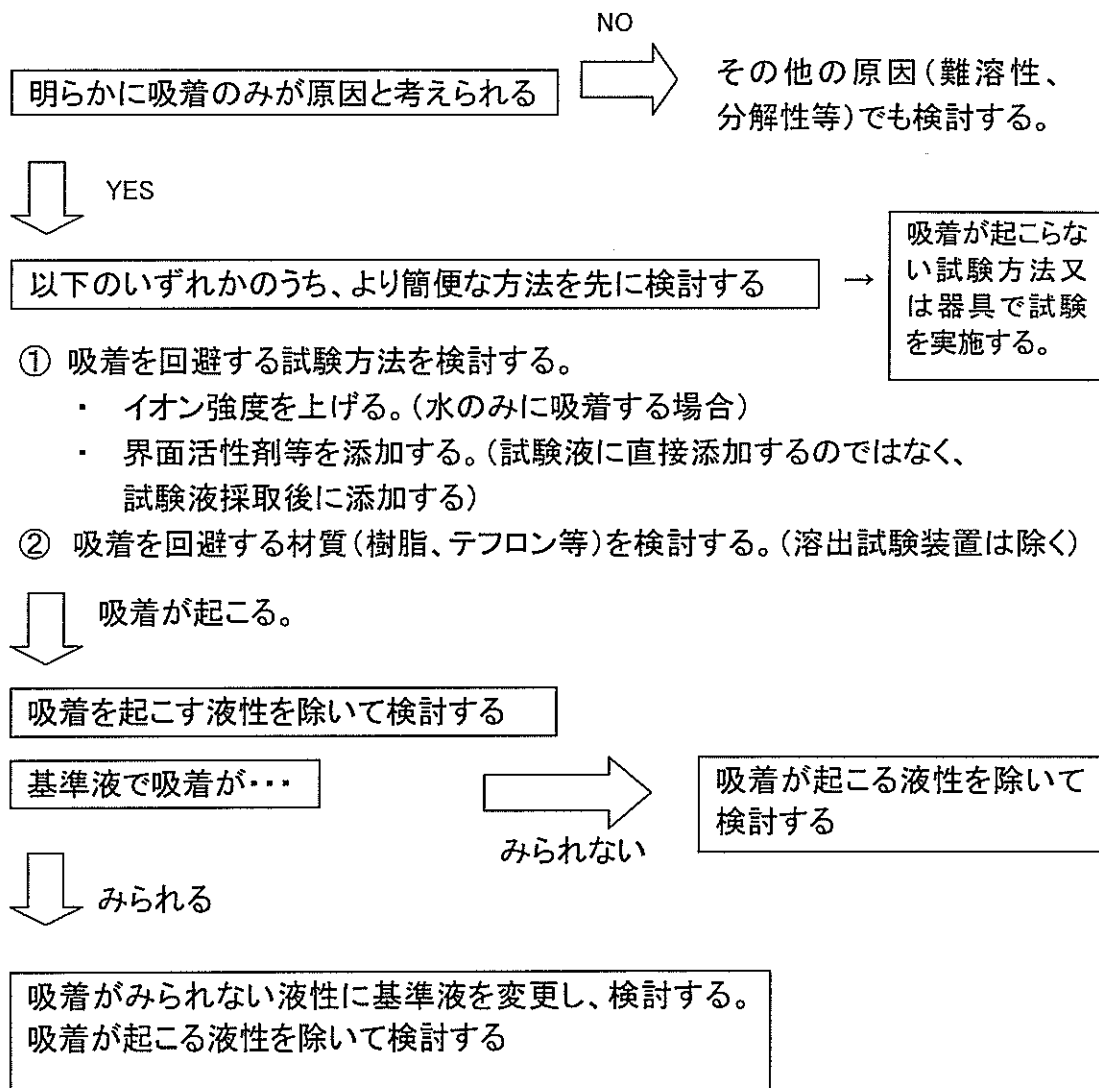 NO
明らかに吸着のみが原因と考えられる
その他の原因(難溶性、
分解性等)でも検討する。
YES
以下のいずれかのうち、より簡便な方法を先に検討する
→
吸着が起こらな
い試験方法又
は器具で試験
を実施する。
① 吸着を回避する試験方法を検討する。
・ イオン強度を上げる。(水のみに吸着する場合)
・ 界面活性剤等を添加する。(試験液に直接添加するのではなく、
試験液採取後に添加する)
② 吸着を回避する材質(樹脂、テフロン等)を検討する。(溶出試験装置は除く)
吸着が起こる。
吸着を起こす液性を除いて検討する
基準液で吸着が・・・
みられない
吸着が起こる液性を除いて
検討する
みられる
吸着がみられない液性に基準液を変更し、検討する。
吸着が起こる液性を除いて検討する